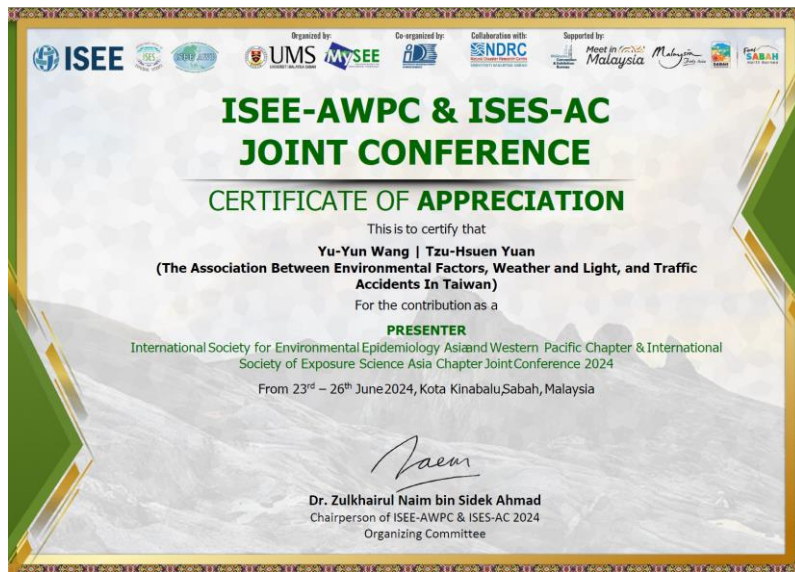 Organized by:
Co-organized by:
Collaboration with:
Supported by:
ISEE
ISES
ISEE AWP
UMS
MySEE
NDRC
Meet in
Malaysia
Malaysia
SABAH
SABAH
ISEE-AWPC & ISES-AC
JOINT CONFERENCE
CERTIFICATE OF APPRECIATION
This is to certify that
Yu-Yun Wang | Tzu-Hsuen Yuan
(The Association Between Environmental Factors, Weather and Light, and Traffic
Accidents In Taiwan)
For the contribution as a
PRESENTER
International Society for Environmental Epidemiology Asiaand Western Pacific Chapter & International
Society of Exposure Science Asia Chapter Joint Conference 2024
From 23rd – 26th June 2024, Kota Kinabalu,Sabah, Malaysia
Dr. Zulkhairul Naim bin Sidek Ahmad
Chairperson of ISEE-AWPC & ISES-AC 2024
Organizing Committee